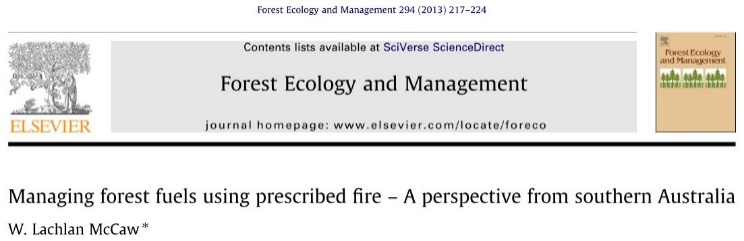 Forest Ecology and Management 294 (2013) 217–224
Contents lists available at SciVerse ScienceDirect
Forest Ecology and Management
journal homepage: www.elsevier.com/locate/foreco
ELSEVIER
Forest Ecology
and Management
Managing forest fuels using prescribed fire – A perspective from southern Australia
W. Lachlan McCaw *